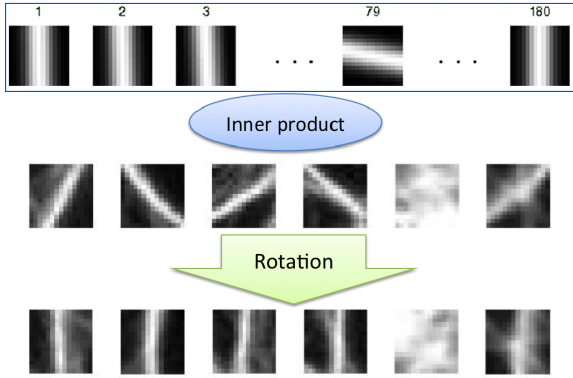 1 2 3 79 180
. . . . . .
Inner product
Rotation